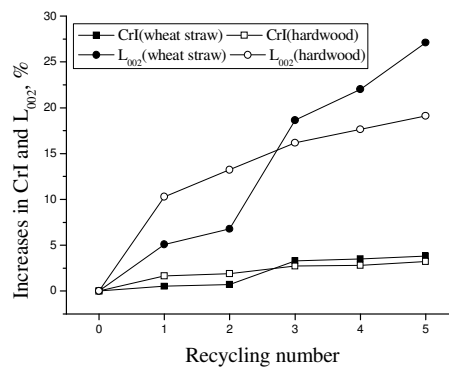 30
25
20
15
10
5
0
Increases in CrI and L002, %
CrI(wheat straw) CrI(hardwood)
L002(wheat straw) L002(hardwood)
0 1 2 3 4 5
Recycling number